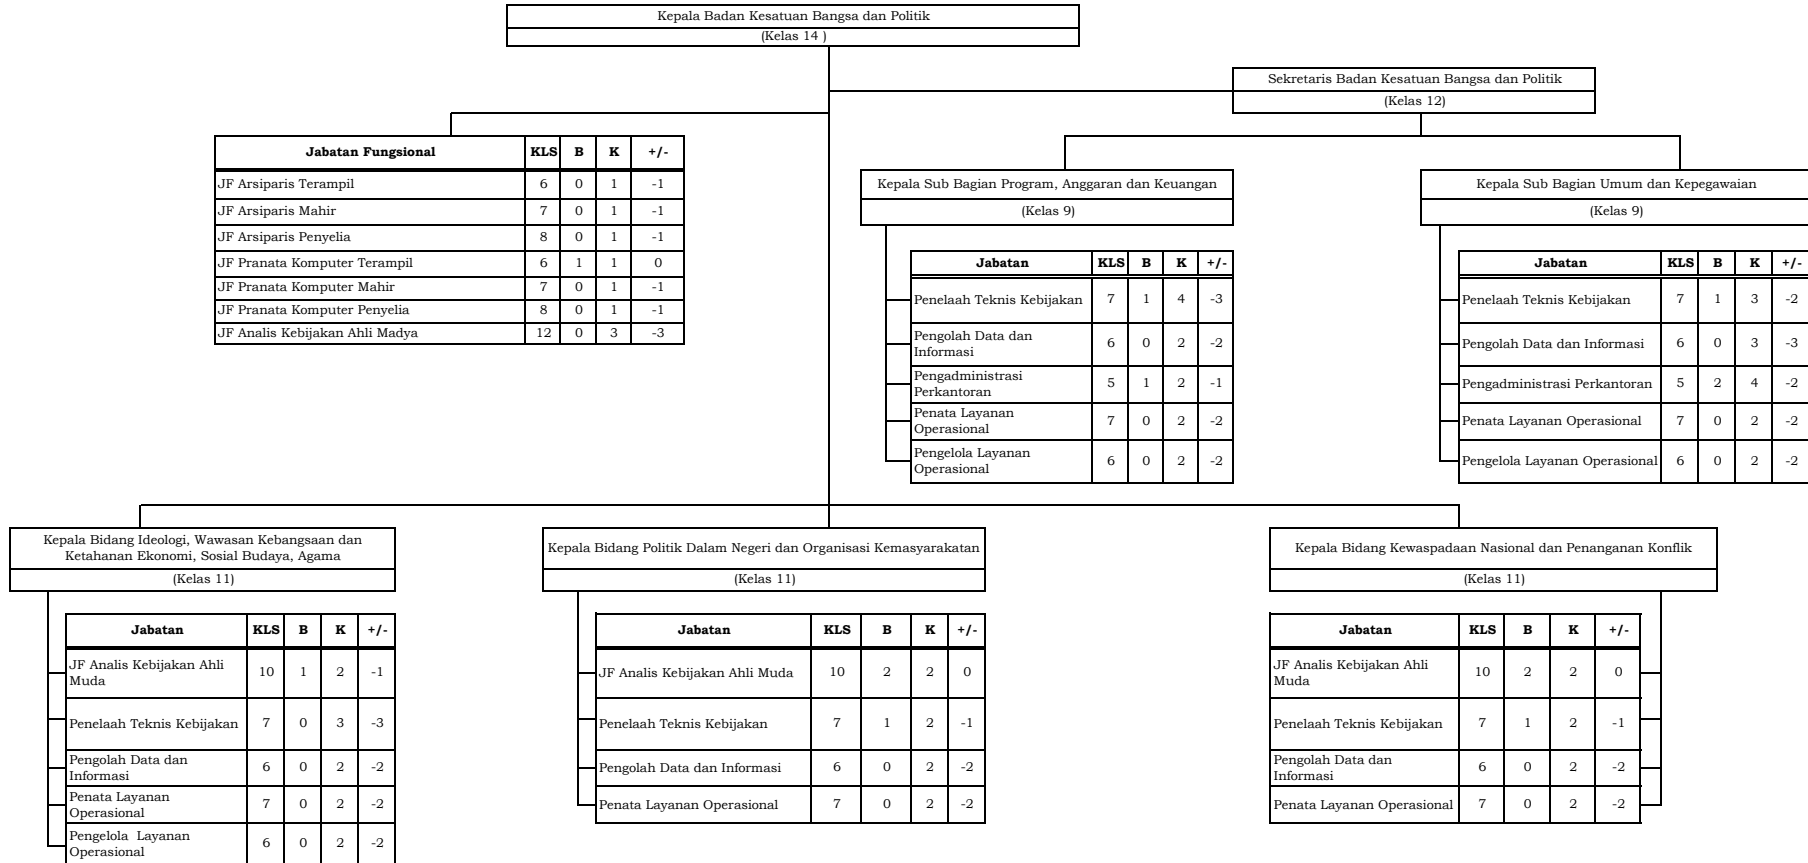 Kepala Badan Kesatuan Bangsa dan Politik
(Kelas 14 )
Sekretaris Badan Kesatuan Bangsa dan Politik
(Kelas 12)
Jabatan Fungsional KLS B K +/-
JF Arsiparis Terampil 6 0 1 -1
JF Arsiparis Mahir 7 0 1 -1
JF Arsiparis Penyelia 8 0 1 -1
JF Pranata Komputer Terampil 6 1 1 0
JF Pranata Komputer Mahir 7 0 1 -1
JF Pranata Komputer Penyelia 8 0 1 -1
JF Analis Kebijakan Ahli Madya 12 0 3 -3
Kepala Sub Bagian Program, Anggaran dan Keuangan
(Kelas 9)
Jabatan KLS B K +/-
Penelaah Teknis Kebijakan 7 1 4 -3
Pengolah Data dan
Informasi 6 0 2 -2
Pengadministrasi
Perkantoran 5 1 2 -1
Penata Layanan
Operasional 7 0 2 -2
Pengelola Layanan
Operasional 6 0 2 -2
Kepala Sub Bagian Umum dan Kepegawaian
(Kelas 9)
Jabatan KLS B K +/-
Penelaah Teknis Kebijakan 7 1 3 -2
Pengolah Data dan Informasi 6 0 3 -3
Pengadministrasi Perkantoran 5 2 4 -2
Penata Layanan Operasional 7 0 2 -2
Pengelola Layanan Operasional 6 0 2 -2
Kepala Bidang Ideologi, Wawasan Kebangsaan dan
Ketahanan Ekonomi, Sosial Budaya, Agama
(Kelas 11)
Jabatan KLS B K +/-
JF Analis Kebijakan Ahli
Muda 10 1 2 -1
Penelaah Teknis Kebijakan 7 0 3 -3
Pengolah Data dan
Informasi 6 0 2 -2
Penata Layanan
Operasional 7 0 2 -2
Pengelola  Layanan
Operasional 6 0 2 -2
Kepala Bidang Politik Dalam Negeri dan Organisasi Kemasyarakatan
(Kelas 11)
Jabatan KLS B K +/-
JF Analis Kebijakan Ahli Muda 10 2 2 0
Penelaah Teknis Kebijakan 7 1 2 -1
Pengolah Data dan Informasi 6 0 2 -2
Penata Layanan Operasional 7 0 2 -2
Kepala Bidang Kewaspadaan Nasional dan Penanganan Konflik
(Kelas 11)
Jabatan KLS B K +/-
JF Analis Kebijakan Ahli
Muda 10 2 2 0
Penelaah Teknis Kebijakan 7 1 2 -1
Pengolah Data dan
Informasi 6 0 2 -2
Penata Layanan Operasional 7 0 2 -2